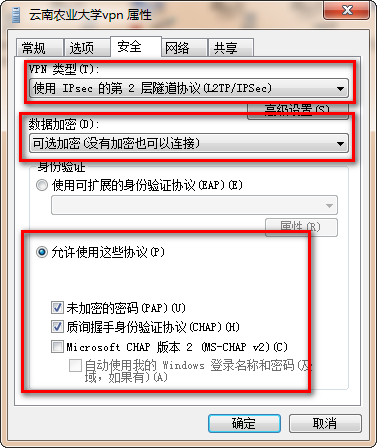 云南农业大学vpn 属性
常规 选项 安全 网络 共享
VPN 类型(T):
使用 IPsec 的第 2 层隧道协议(L2TP/IPSec)
高级设置(S)
数据加密(D):
可选加密(没有加密也可以连接)
身份验证
使用可扩展的身份验证协议(EAP)(E)
属性(R)
允许使用这些协议(P)
未加密的密码(PAP)(U)
质询握手身份验证协议(CHAP)(H)
Microsoft CHAP 版本 2 (MS-CHAP v2)(C)
自动使用我的 Windows 登录名称和密码(及
域，如果有)(A)
确定 取消